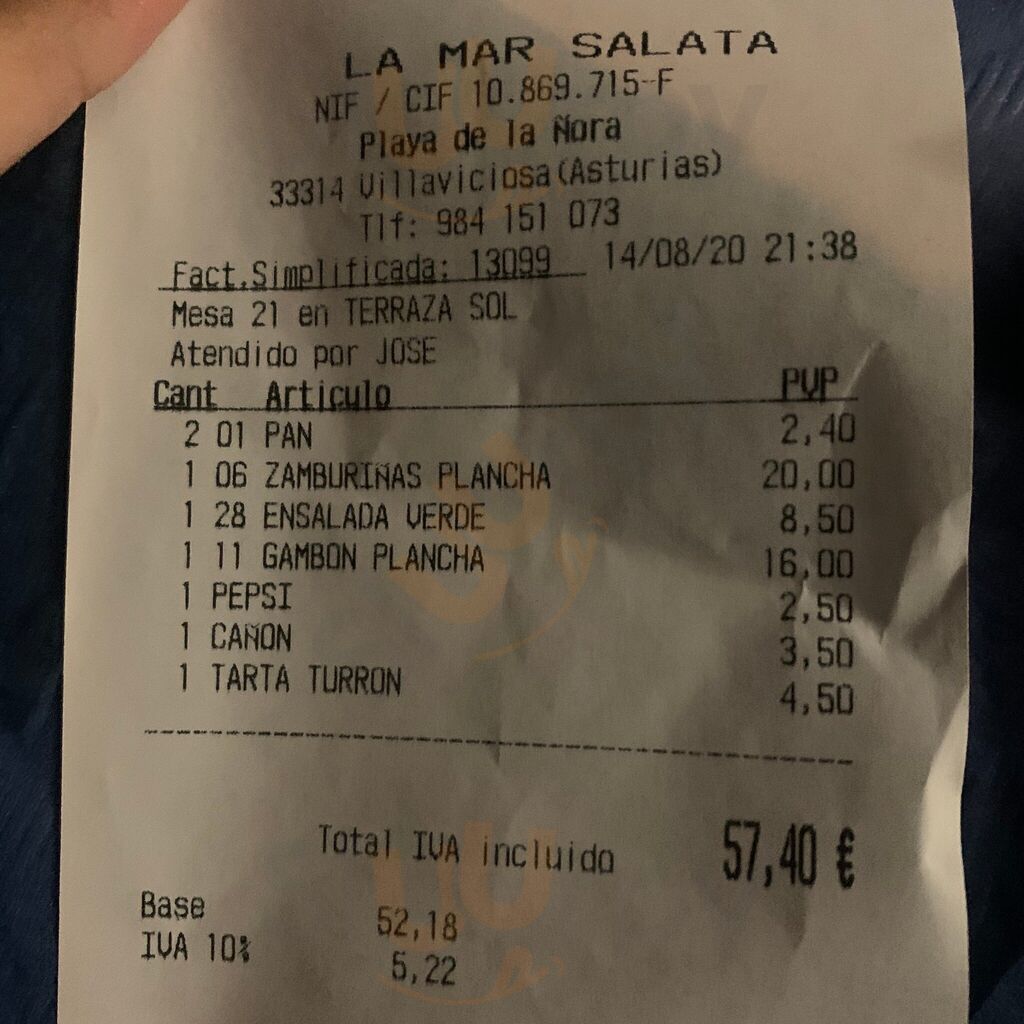 LA MAR SALATA
NIF / CIF 10.869.715-F
Playa de la Ñora
33314 Villaviciosa(Asturias)
Tlf: 984 151 073
Fact.Simplificada: 13099 14/08/20 21:38
Mesa 21 en TERRAZA SOL
Atendido por JOSE
Cant Articulo PVP
2 01 PAN 2,40
1 06 ZAMBURIÑAS PLANCHA 20,00
1 28 ENSALADA VERDE 8,50
1 11 GAMBON PLANCHA 16,00
1 PEPSI 2,50
1 CAÑON 3,50
1 TARTA TURRON 4,50
Total IVA incluido 57,40 €
Base 52,18
IVA 10% 5,22